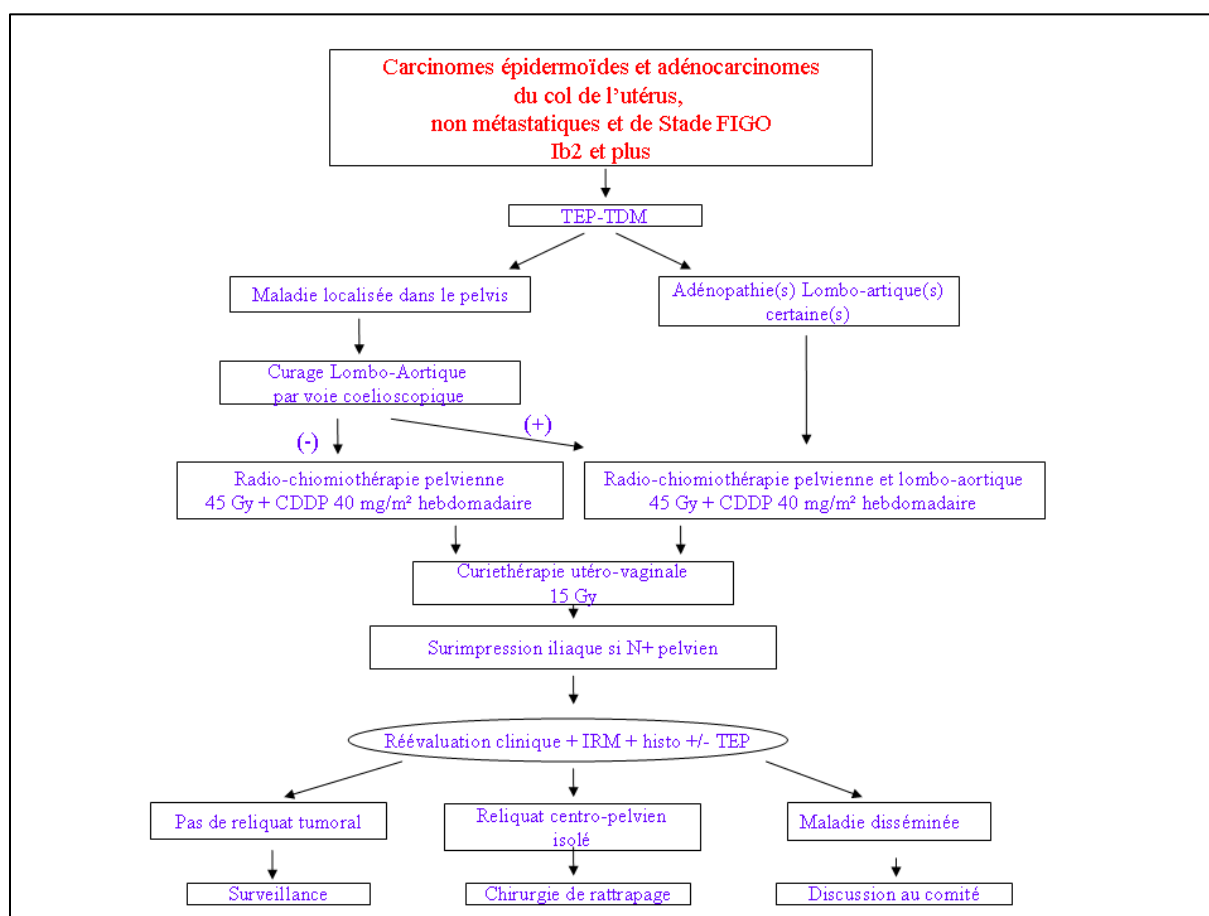 Carcinomes épidermoïdes et adénocarcinomes
du col de l'utérus,
non métastatiques et de Stade FIGO
Ib2 et plus
TEP-TDM
Maladie localisée dans le pelvis
Adénopathie(s) Lombo-artique(s)
certaine(s)
Curage Lombo-Aortique
par voie coelioscopique
(-)
(+)
Radio-chiomiothérapie pelvienne
45 Gy + CDDP 40 mg/m² hebdomadaire
Radio-chiomiothérapie pelvienne et lombo-aortique
45 Gy + CDDP 40 mg/m² hebdomadaire
Curiethérapie utéro-vaginale
15 Gy
Surimpression iliaque si N+ pelvien
Réévaluation clinique + IRM + histo +/- TEP
Pas de reliquat tumoral
Reliquat centro-pelvien
isolé
Maladie disséminée
Surveillance
Chirurgie de rattrapage
Discussion au comité